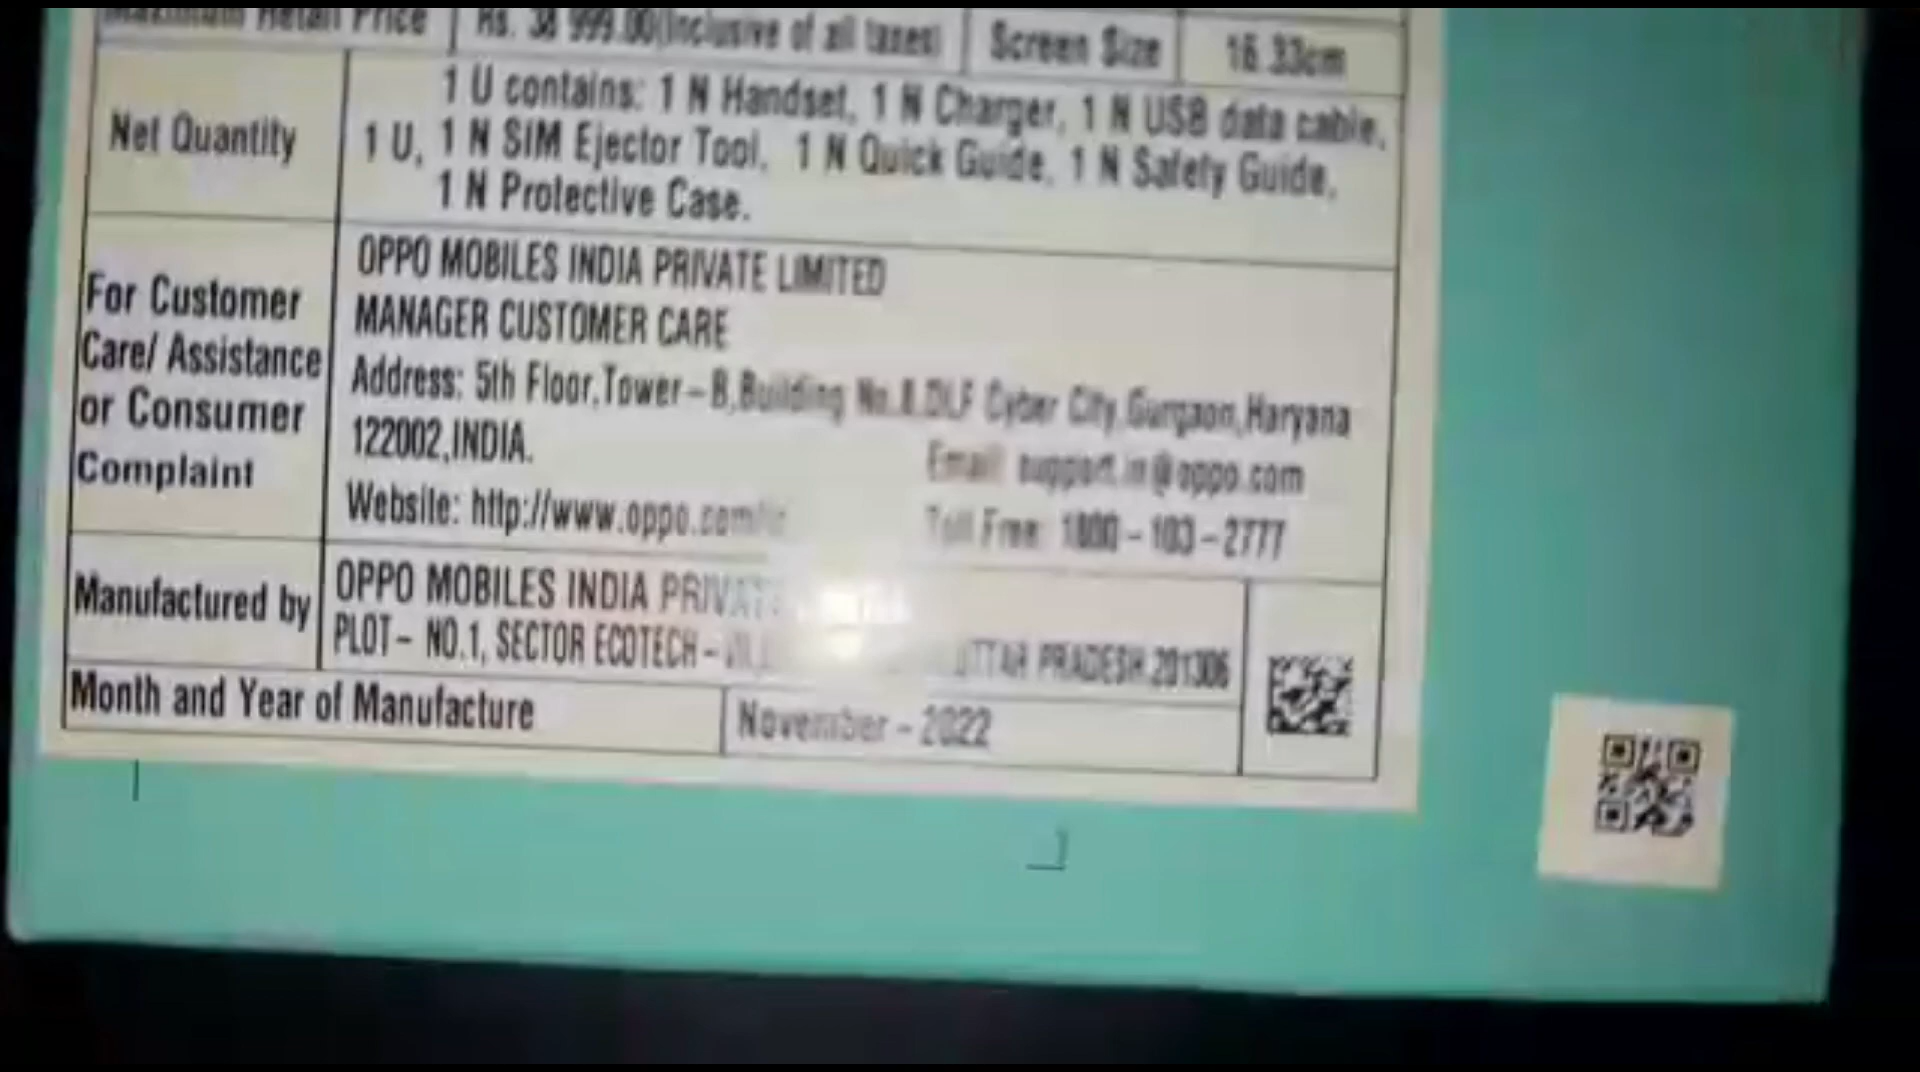 Maximum Retail Price Rs. 38 999.00(Inclusive of all taxes) Screen Size 16.33cm
Net Quantity 1 U, 1 U contains: 1 N Handset, 1 N Charger, 1 N USB data cable,
1 N SIM Ejector Tool, 1 N Quick Guide, 1 N Safety Guide,
1 N Protective Case.
For Customer
Care/ Assistance
or Consumer
Complaint
OPPO MOBILES INDIA PRIVATE LIMITED
MANAGER CUSTOMER CARE
Address: 5th Floor,Tower-B,Building No.8,DLF Cyber City,Gurgaon,Haryana
122002,INDIA.
Email: support.in@oppo.com
Website: http://www.oppo.com/in
Toll Free: 1800-103-2777
Manufactured by
OPPO MOBILES INDIA PRIVATE
PLOT- NO.1, SECTOR ECOTECH- UTTAR PRADESH.201306
Month and Year of Manufacture November - 2022